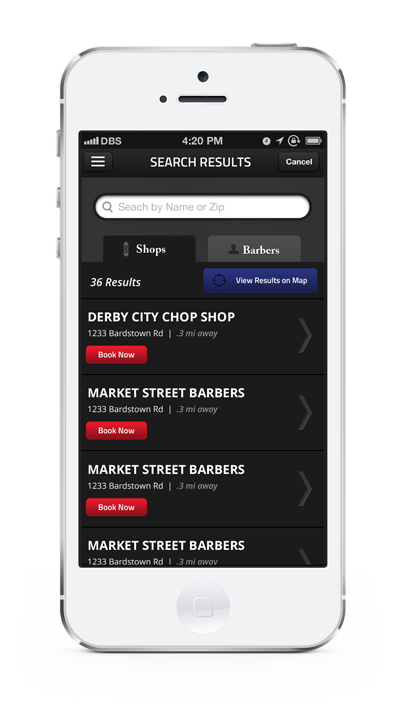 DBS 4:20 PM
SEARCH RESULTS Cancel
Seach by Name or Zip
Shops Barbers
36 Results View Results on Map
DERBY CITY CHOP SHOP
1233 Bardstown Rd | .3 mi away
Book Now
MARKET STREET BARBERS
1233 Bardstown Rd | .3 mi away
Book Now
MARKET STREET BARBERS
1233 Bardstown Rd | .3 mi away
Book Now
MARKET STREET BARBERS
1233 Bardstown Rd | .3 mi away